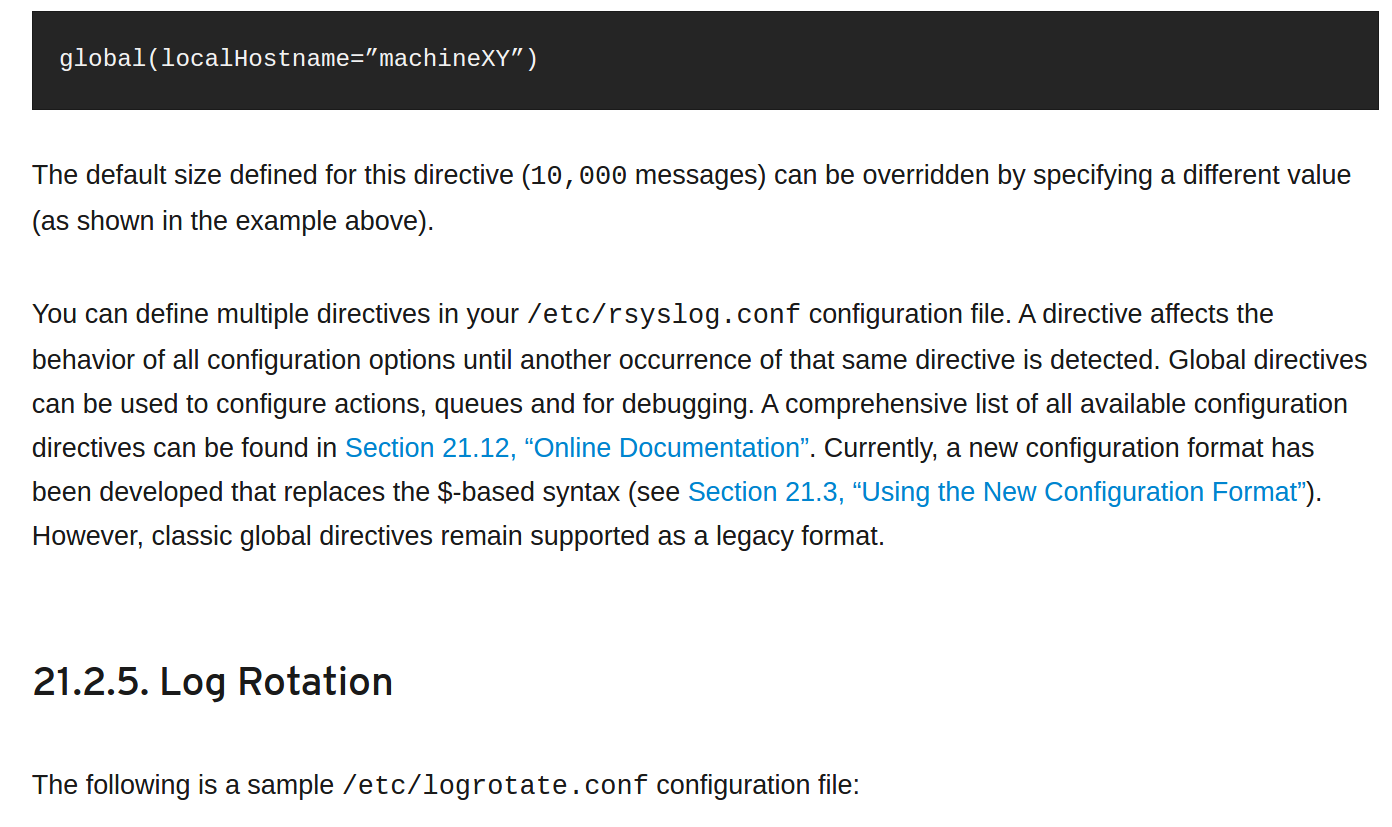 global(localHostname=”machineXY”)
The default size defined for this directive (10,000 messages) can be overridden by specifying a different value
(as shown in the example above).
You can define multiple directives in your /etc/rsyslog.conf configuration file. A directive affects the
behavior of all configuration options until another occurrence of that same directive is detected. Global directives
can be used to configure actions, queues and for debugging. A comprehensive list of all available configuration
directives can be found in Section 21.12, “Online Documentation”. Currently, a new configuration format has
been developed that replaces the $-based syntax (see Section 21.3, “Using the New Configuration Format”).
However, classic global directives remain supported as a legacy format.
21.2.5. Log Rotation
The following is a sample /etc/logrotate.conf configuration file: